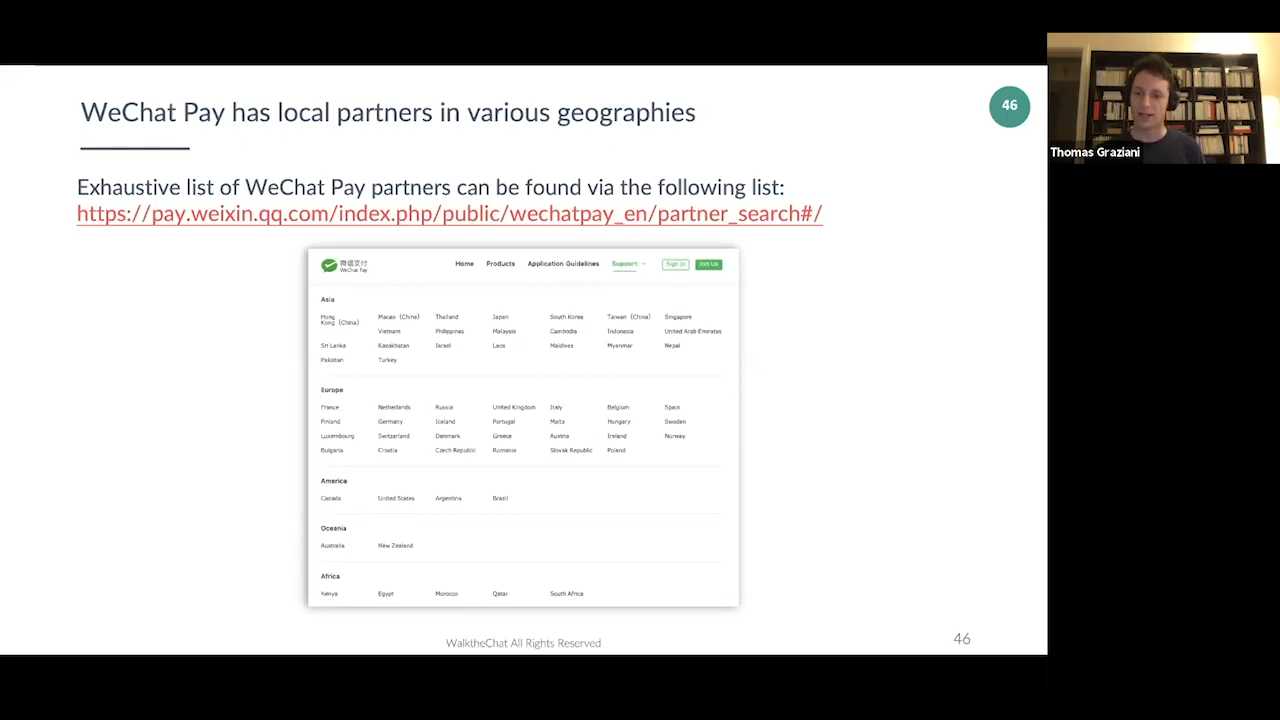 WeChat Pay has local partners in various geographies
46
Thomas Graziani
Exhaustive list of WeChat Pay partners can be found via the following list:
https://pay.weixin.qq.com/index.php/public/wechatpay_en/partner_search#/
微信支付
WeChat Pay
Home Products Application Guidelines Support Sign In Join Us
Asia
Hong Kong (China) Macao (China) Thailand Japan South Korea Taiwan (China) Singapore
Vietnam Philippines Malaysia Cambodia Indonesia United Arab Emirates
Sri Lanka Kazakhstan Israel Laos Maldives Myanmar Nepal
Pakistan Turkey
Europe
France Netherlands Russia United Kingdom Italy Belgium Spain
Finland Germany Iceland Portugal Malta Hungary Sweden
Luxembourg Switzerland Denmark Greece Austria Ireland Norway
Bulgaria Croatia Czech Republic Romania Slovak Republic Poland
America
Canada United States Argentina Brazil
Oceania
Australia New Zealand
Africa
Kenya Egypt Morocco Qatar South Africa
WalktheChat All Rights Reserved
46